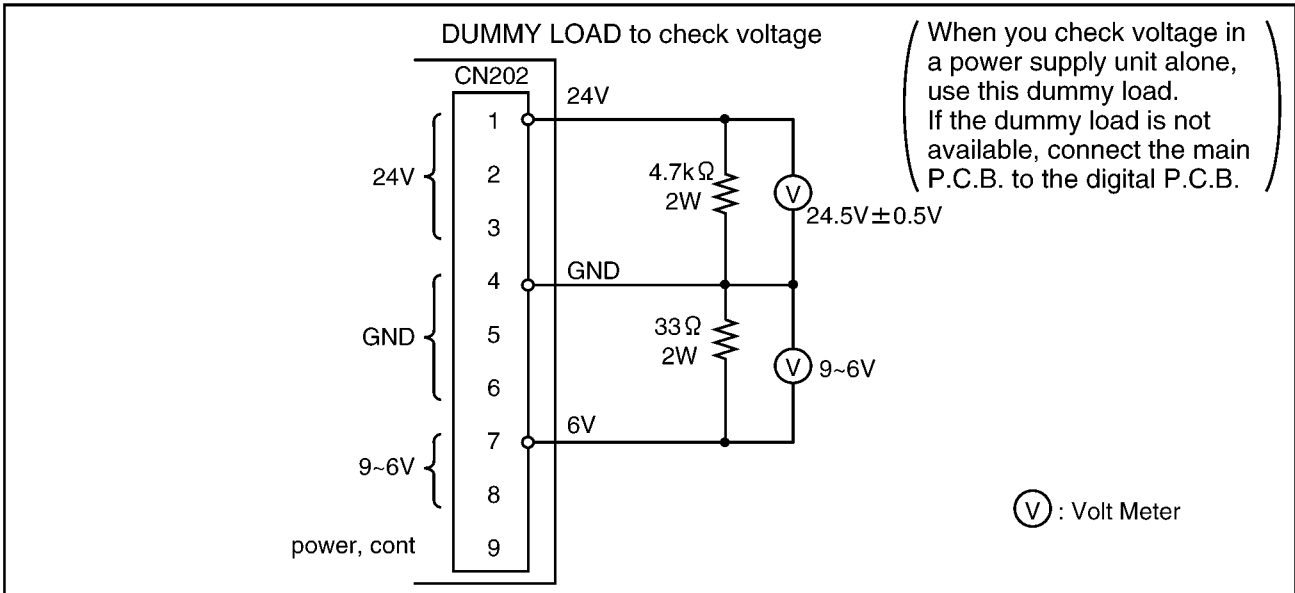 DUMMY LOAD to check voltage
When you check voltage in
a power supply unit alone,
use this dummy load.
If the dummy load is not
available, connect the main
P.C.B. to the digital P.C.B.
CN202
24V
1
2
3
24V
4.7kΩ
2W
V
24.5V±0.5V
4
GND
5
6
GND
33Ω
2W
V
9~6V
7
6V
8
9~6V
power, cont
9
V : Volt Meter